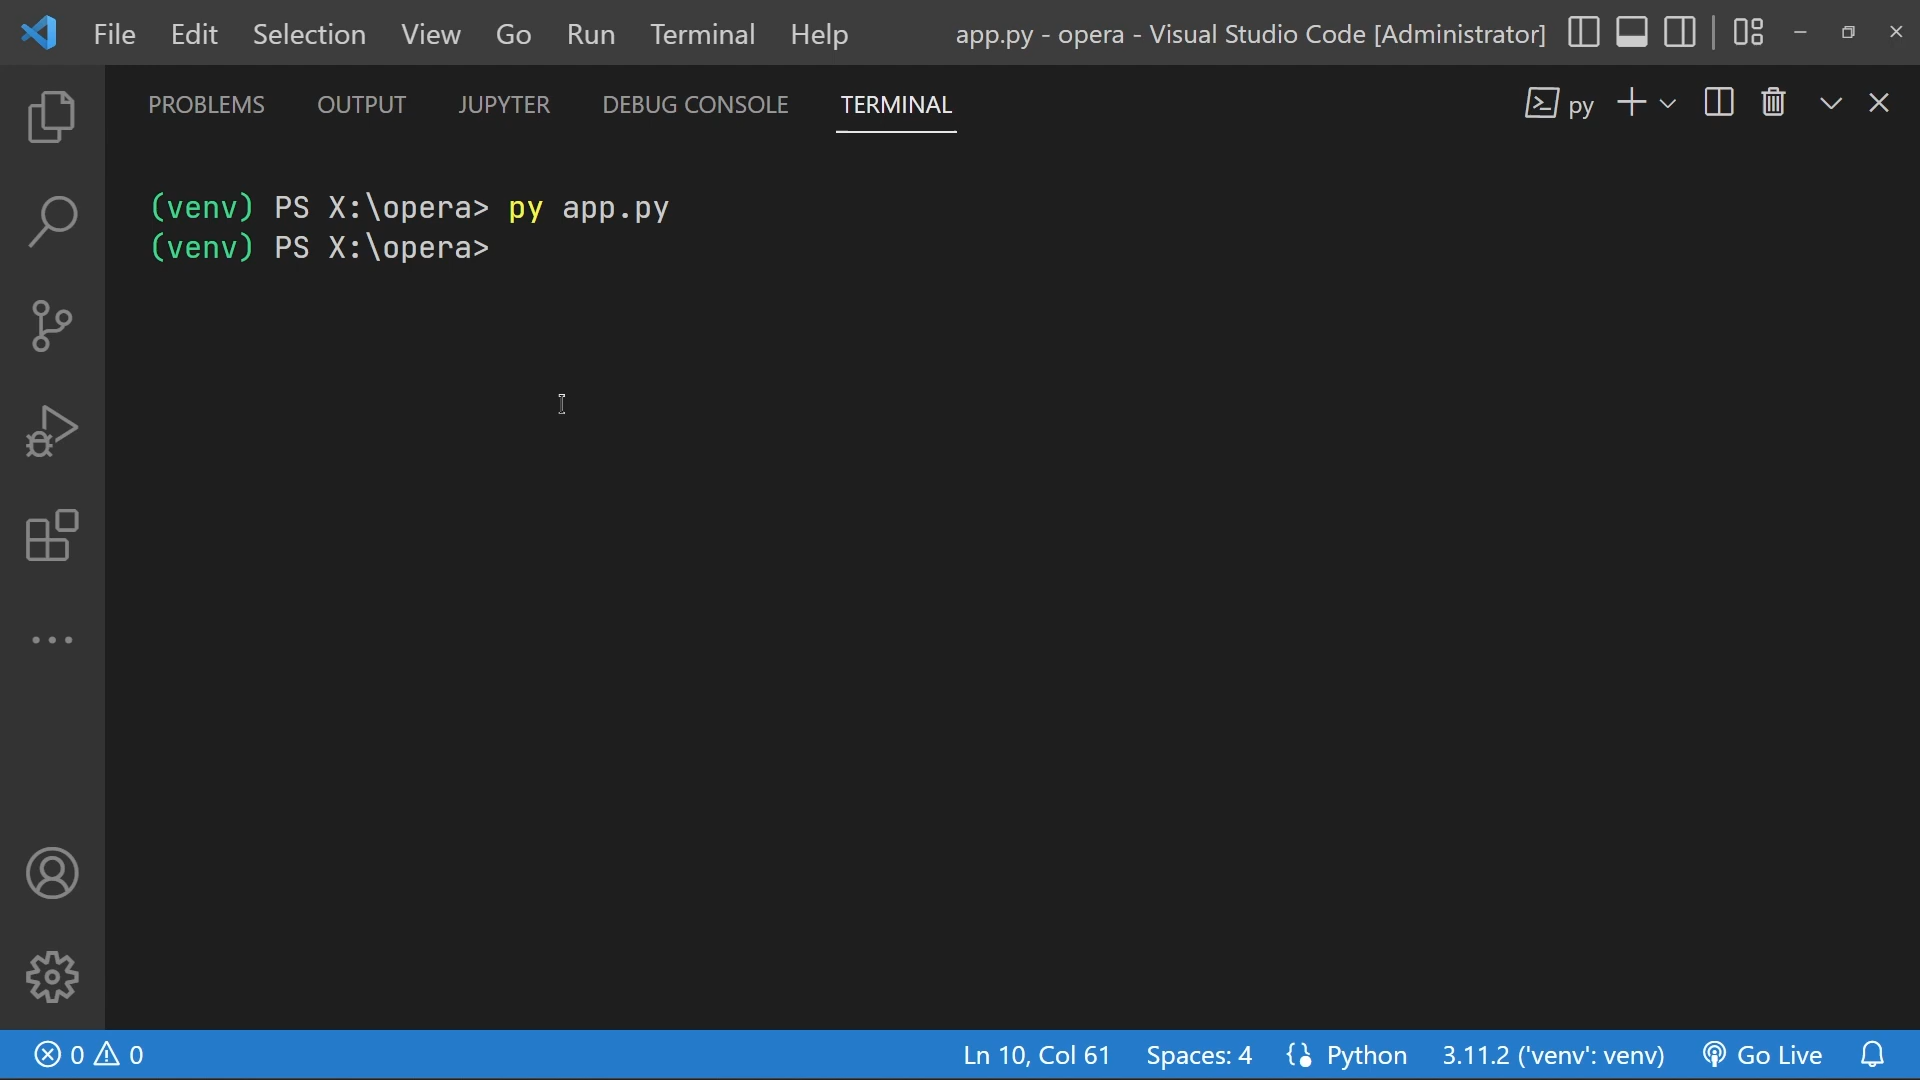 File Edit Selection View Go Run Terminal Help app.py - opera - Visual Studio Code [Administrator]
PROBLEMS OUTPUT JUPYTER DEBUG CONSOLE TERMINAL py
(venv) PS X:\opera> py app.py
(venv) PS X:\opera>
0 0 Ln 10, Col 61 Spaces: 4 Python 3.11.2 ('venv': venv) Go Live